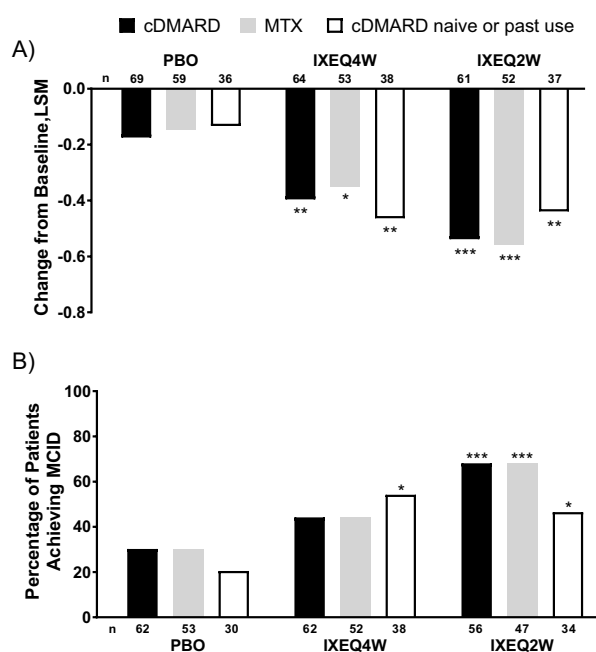 cDMARD MTX cDMARD naive or past use
A)
PBO IXEQ4W IXEQ2W
n 69 59 36 64 53 38 61 52 37
0.0
-0.2
-0.4
-0.6
-0.8
Change from Baseline,LSM
** * ** *** *** **
B)
100
80
60
40
20
0
Percentage of Patients
Achieving MCID
* *** *** *
n 62 53 30 62 52 38 56 47 34
PBO IXEQ4W IXEQ2W